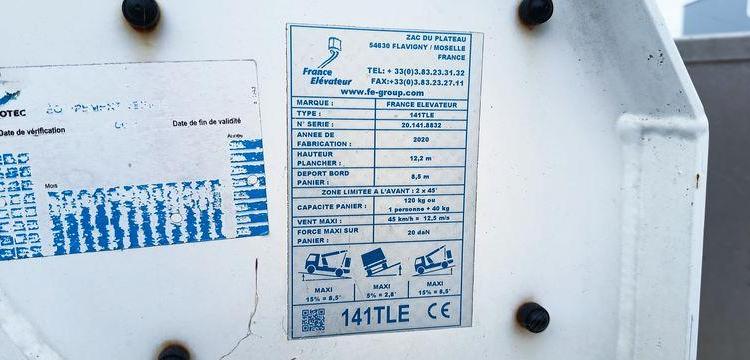 OTEC
Date de vérification
Date de fin de validité
Mois
France
Elévateur
ZAC DU PLATEAU
54630 FLAVIGNY / MOSELLE
FRANCE
TEL: + 33(0)3.83.23.31.32
FAX:+33(0)3.83.23.27.11
www.fe-group.com
MARQUE : FRANCE ELEVATEUR
TYPE : 141TLE
N° SERIE : 20.141.8832
ANNEE DE FABRICATION : 2020
HAUTEUR PLANCHER : 12,2 m
DEPORT BORD PANIER : 8,5 m
ZONE LIMITEE A L'AVANT : 2 x 45°
CAPACITE PANIER : 120 kg ou 1 personne + 40 kg
VENT MAXI : 45 km/h = 12,5 m/s
FORCE MAXI SUR PANIER : 20 daN
MAXI 15% = 8,5°
MAXI 5% = 2,8°
MAXI 15% = 8,5°
141TLE CE